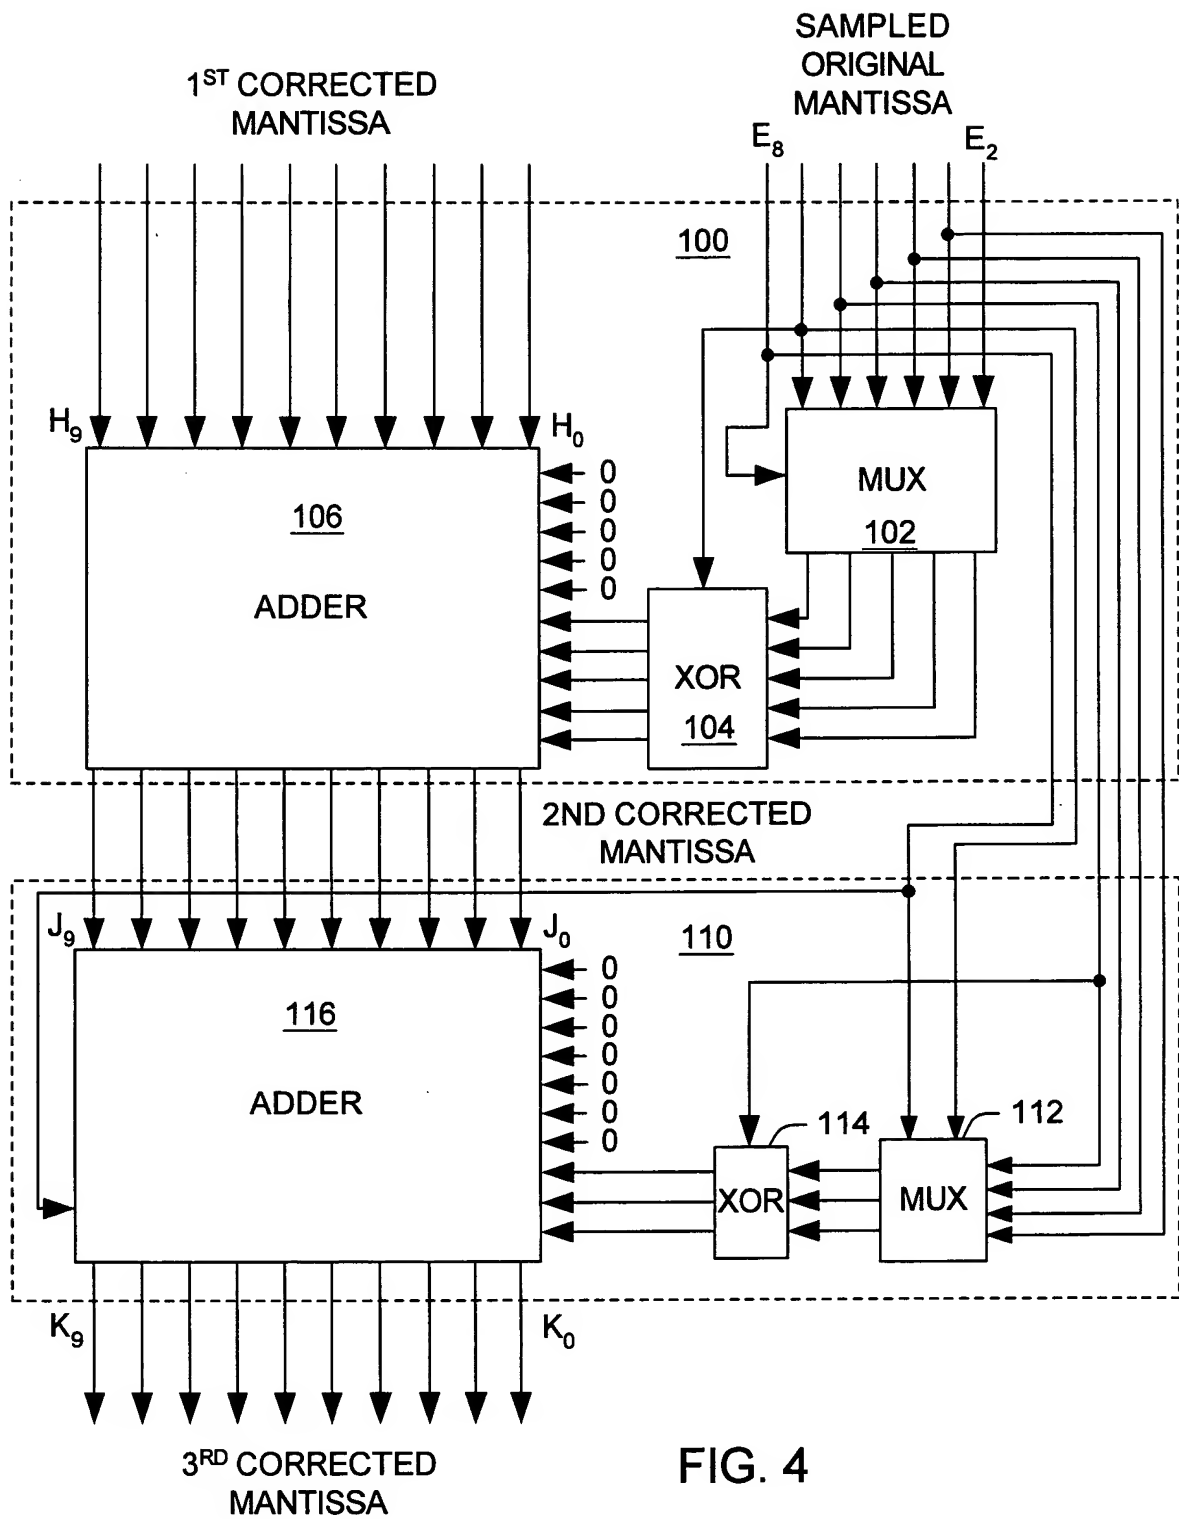 SAMPLED
ORIGINAL
MANTISSA
1ST CORRECTED
MANTISSA
E8
E2
100
H9
H0
0
0
0
0
0
106
ADDER
MUX
102
XOR
104
2ND CORRECTED
MANTISSA
J9
J0
110
0
0
0
0
0
0
0
116
ADDER
114
112
XOR
MUX
K9
K0
3RD CORRECTED
MANTISSA
FIG. 4